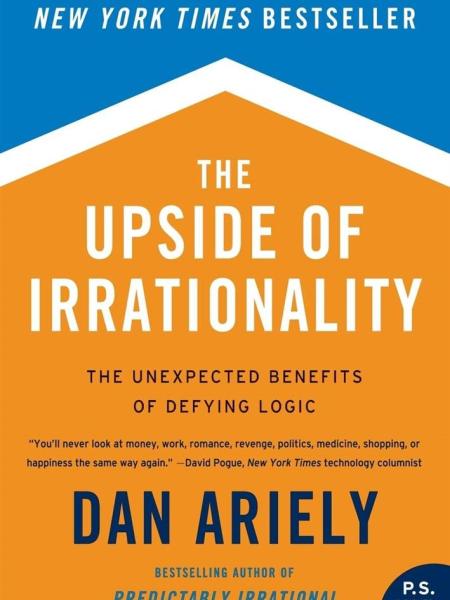 NEW YORK TIMES BESTSELLER
THE
UPSIDE OF
IRRATIONALITY
THE UNEXPECTED BENEFITS
OF DEFYING LOGIC
“You’ll never look at money, work, romance, revenge, politics, medicine, shopping, or
happiness the same way again.” —David Pogue, New York Times technology columnist
DAN ARIELY
BESTSELLING AUTHOR OF
PREDICTABLY IRRATIONAL
P.S.